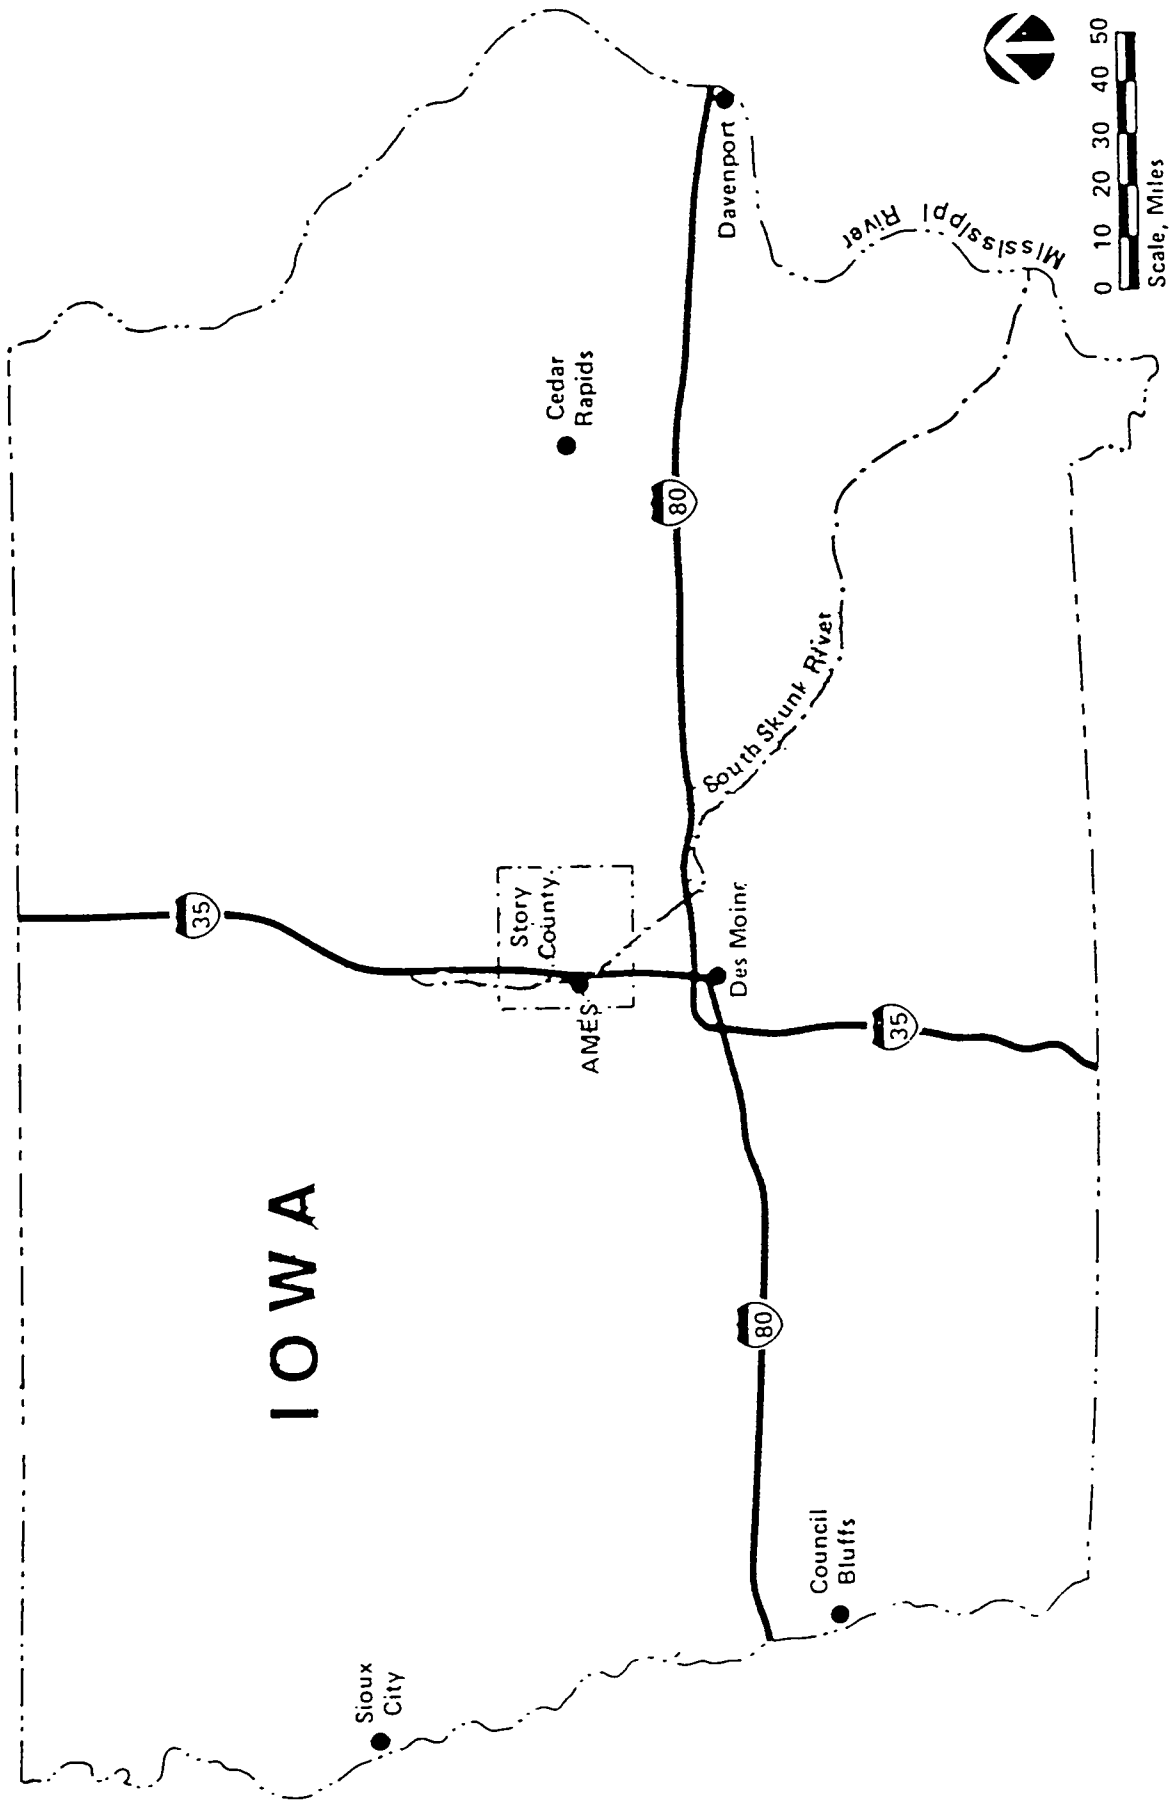 IOWA
35
Sioux
City
Story
County
AMES
Cedar
Rapids
80
Des Moine
South Skunk River
Davenport
80
Council
Bluffs
35
Mississippi River
0 10 20 30 40 50
Scale, Miles